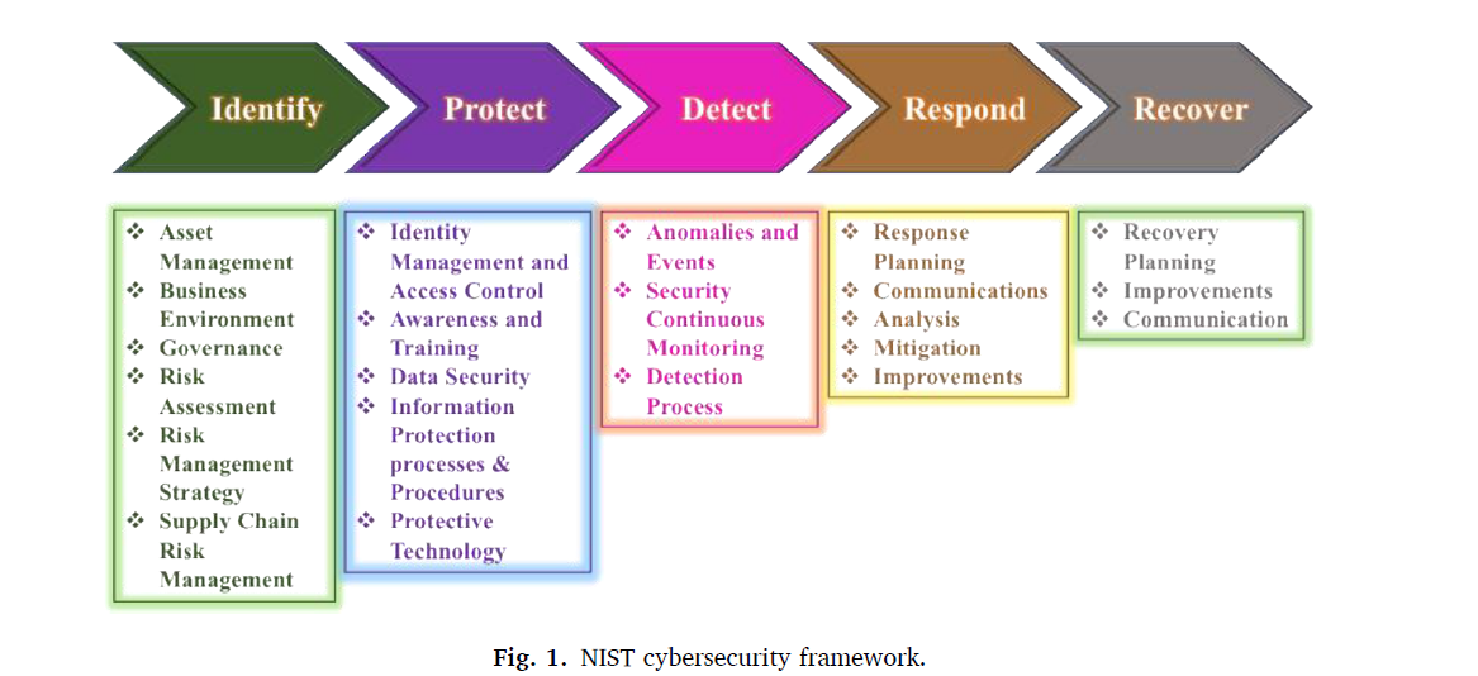 Identify
Protect
Detect
Respond
Recover
❖ Asset
Management
❖ Business
Environment
❖ Governance
❖ Risk
Assessment
❖ Risk
Management
Strategy
❖ Supply Chain
Risk
Management
❖ Identity
Management and
Access Control
❖ Awareness and
Training
❖ Data Security
❖ Information
Protection
processes &
Procedures
❖ Protective
Technology
❖ Anomalies and
Events
❖ Security
Continuous
Monitoring
❖ Detection
Process
❖ Response
Planning
❖ Communications
❖ Analysis
❖ Mitigation
❖ Improvements
❖ Recovery
Planning
❖ Improvements
❖ Communication
Fig. 1. NIST cybersecurity framework.